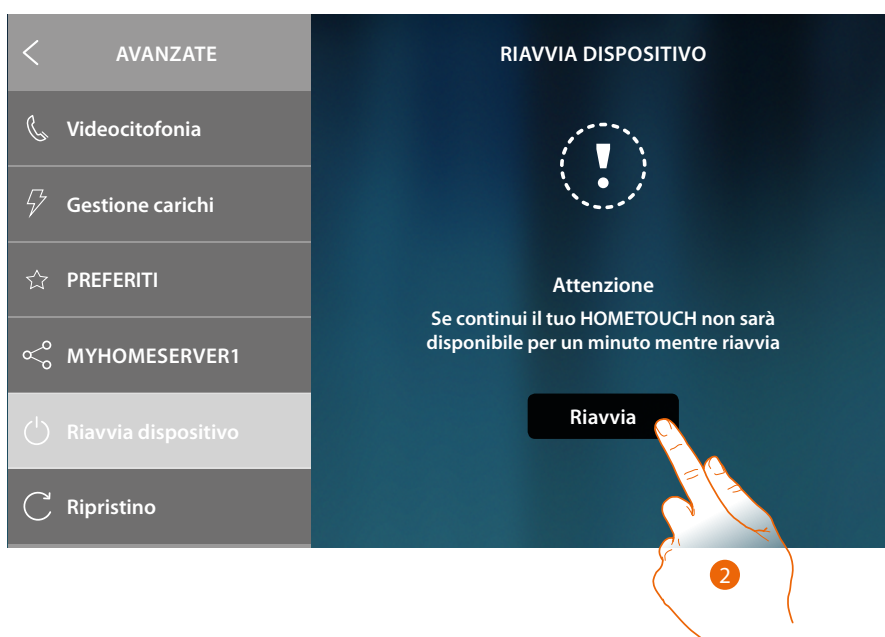 AVANZATE
Videocitofonia
Gestione carichi
PREFERITI
MYHOMESERVER1
Riavvia dispositivo
Ripristino
RIAVVIA DISPOSITIVO
Attenzione
Se continui il tuo HOMETOUCH non sarà
disponibile per un minuto mentre riavvia
Riavvia
2